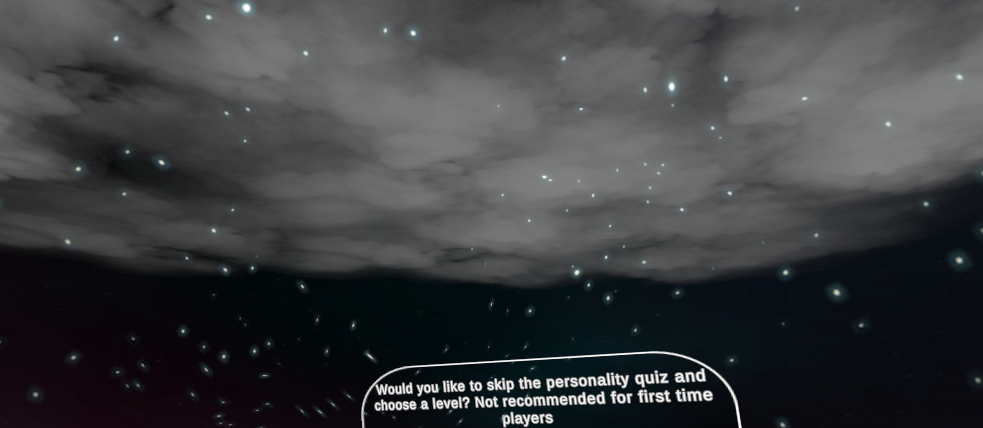 Would you like to skip the personality quiz and
choose a level? Not recommended for first time
players